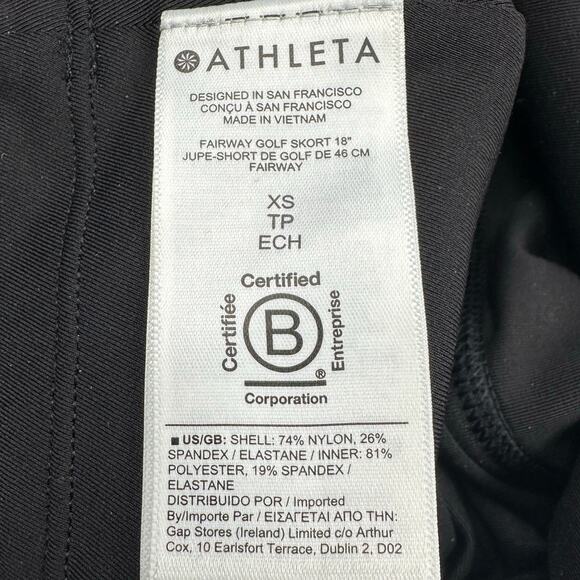 ATHLETA
DESIGNED IN SAN FRANCISCO
CONÇU À SAN FRANCISCO
MADE IN VIETNAM
FAIRWAY GOLF SKORT 18"
JUPE-SHORT DE GOLF DE 46 CM
FAIRWAY
XS
TP
ECH
Certified
Certifiée
B
Entreprise
®
Corporation
■ US/GB: SHELL: 74% NYLON, 26%
SPANDEX / ELASTANE / INNER: 81%
POLYESTER, 19% SPANDEX /
ELASTANE
DISTRIBUIDO POR / Imported
By/Importe Par / ΕΙΣΑΓΕΤΑΙ ΑΠΟ ΤΗΝ:
Gap Stores (Ireland) Limited c/o Arthur
Cox, 10 Earlsfort Terrace, Dublin 2, D02